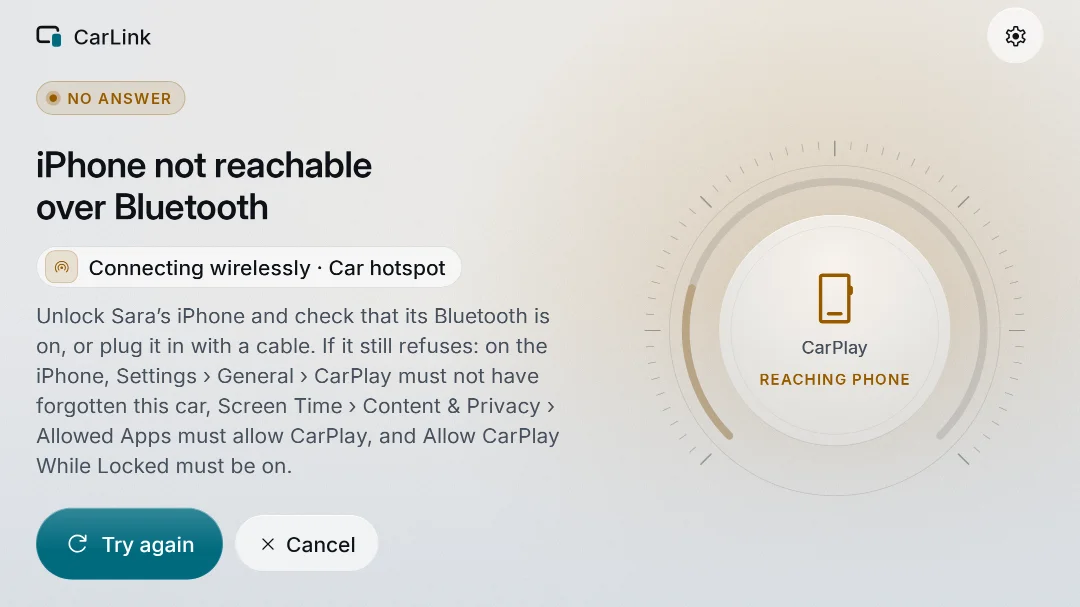 CarLink
NO ANSWER
iPhone not reachable
over Bluetooth
Connecting wirelessly · Car hotspot
Unlock Sara’s iPhone and check that its Bluetooth is
on, or plug it in with a cable. If it still refuses: on the
iPhone, Settings › General › CarPlay must not have
forgotten this car, Screen Time › Content & Privacy ›
Allowed Apps must allow CarPlay, and Allow CarPlay
While Locked must be on.
Try again
Cancel
CarPlay
REACHING PHONE